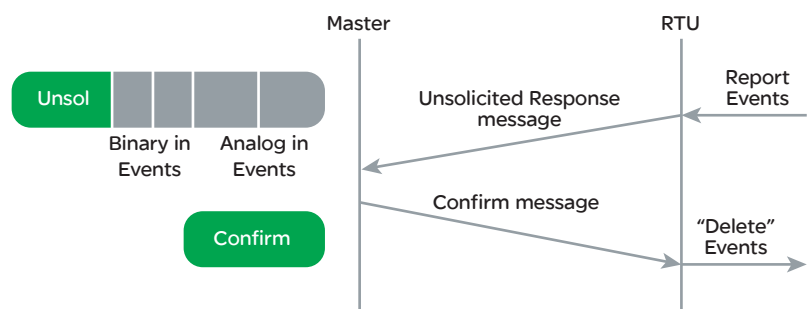 Master
RTU
Unsol
Binary in
Events
Analog in
Events
Unsolicited Response
message
Report
Events
Confirm message
Confirm
“Delete”
Events